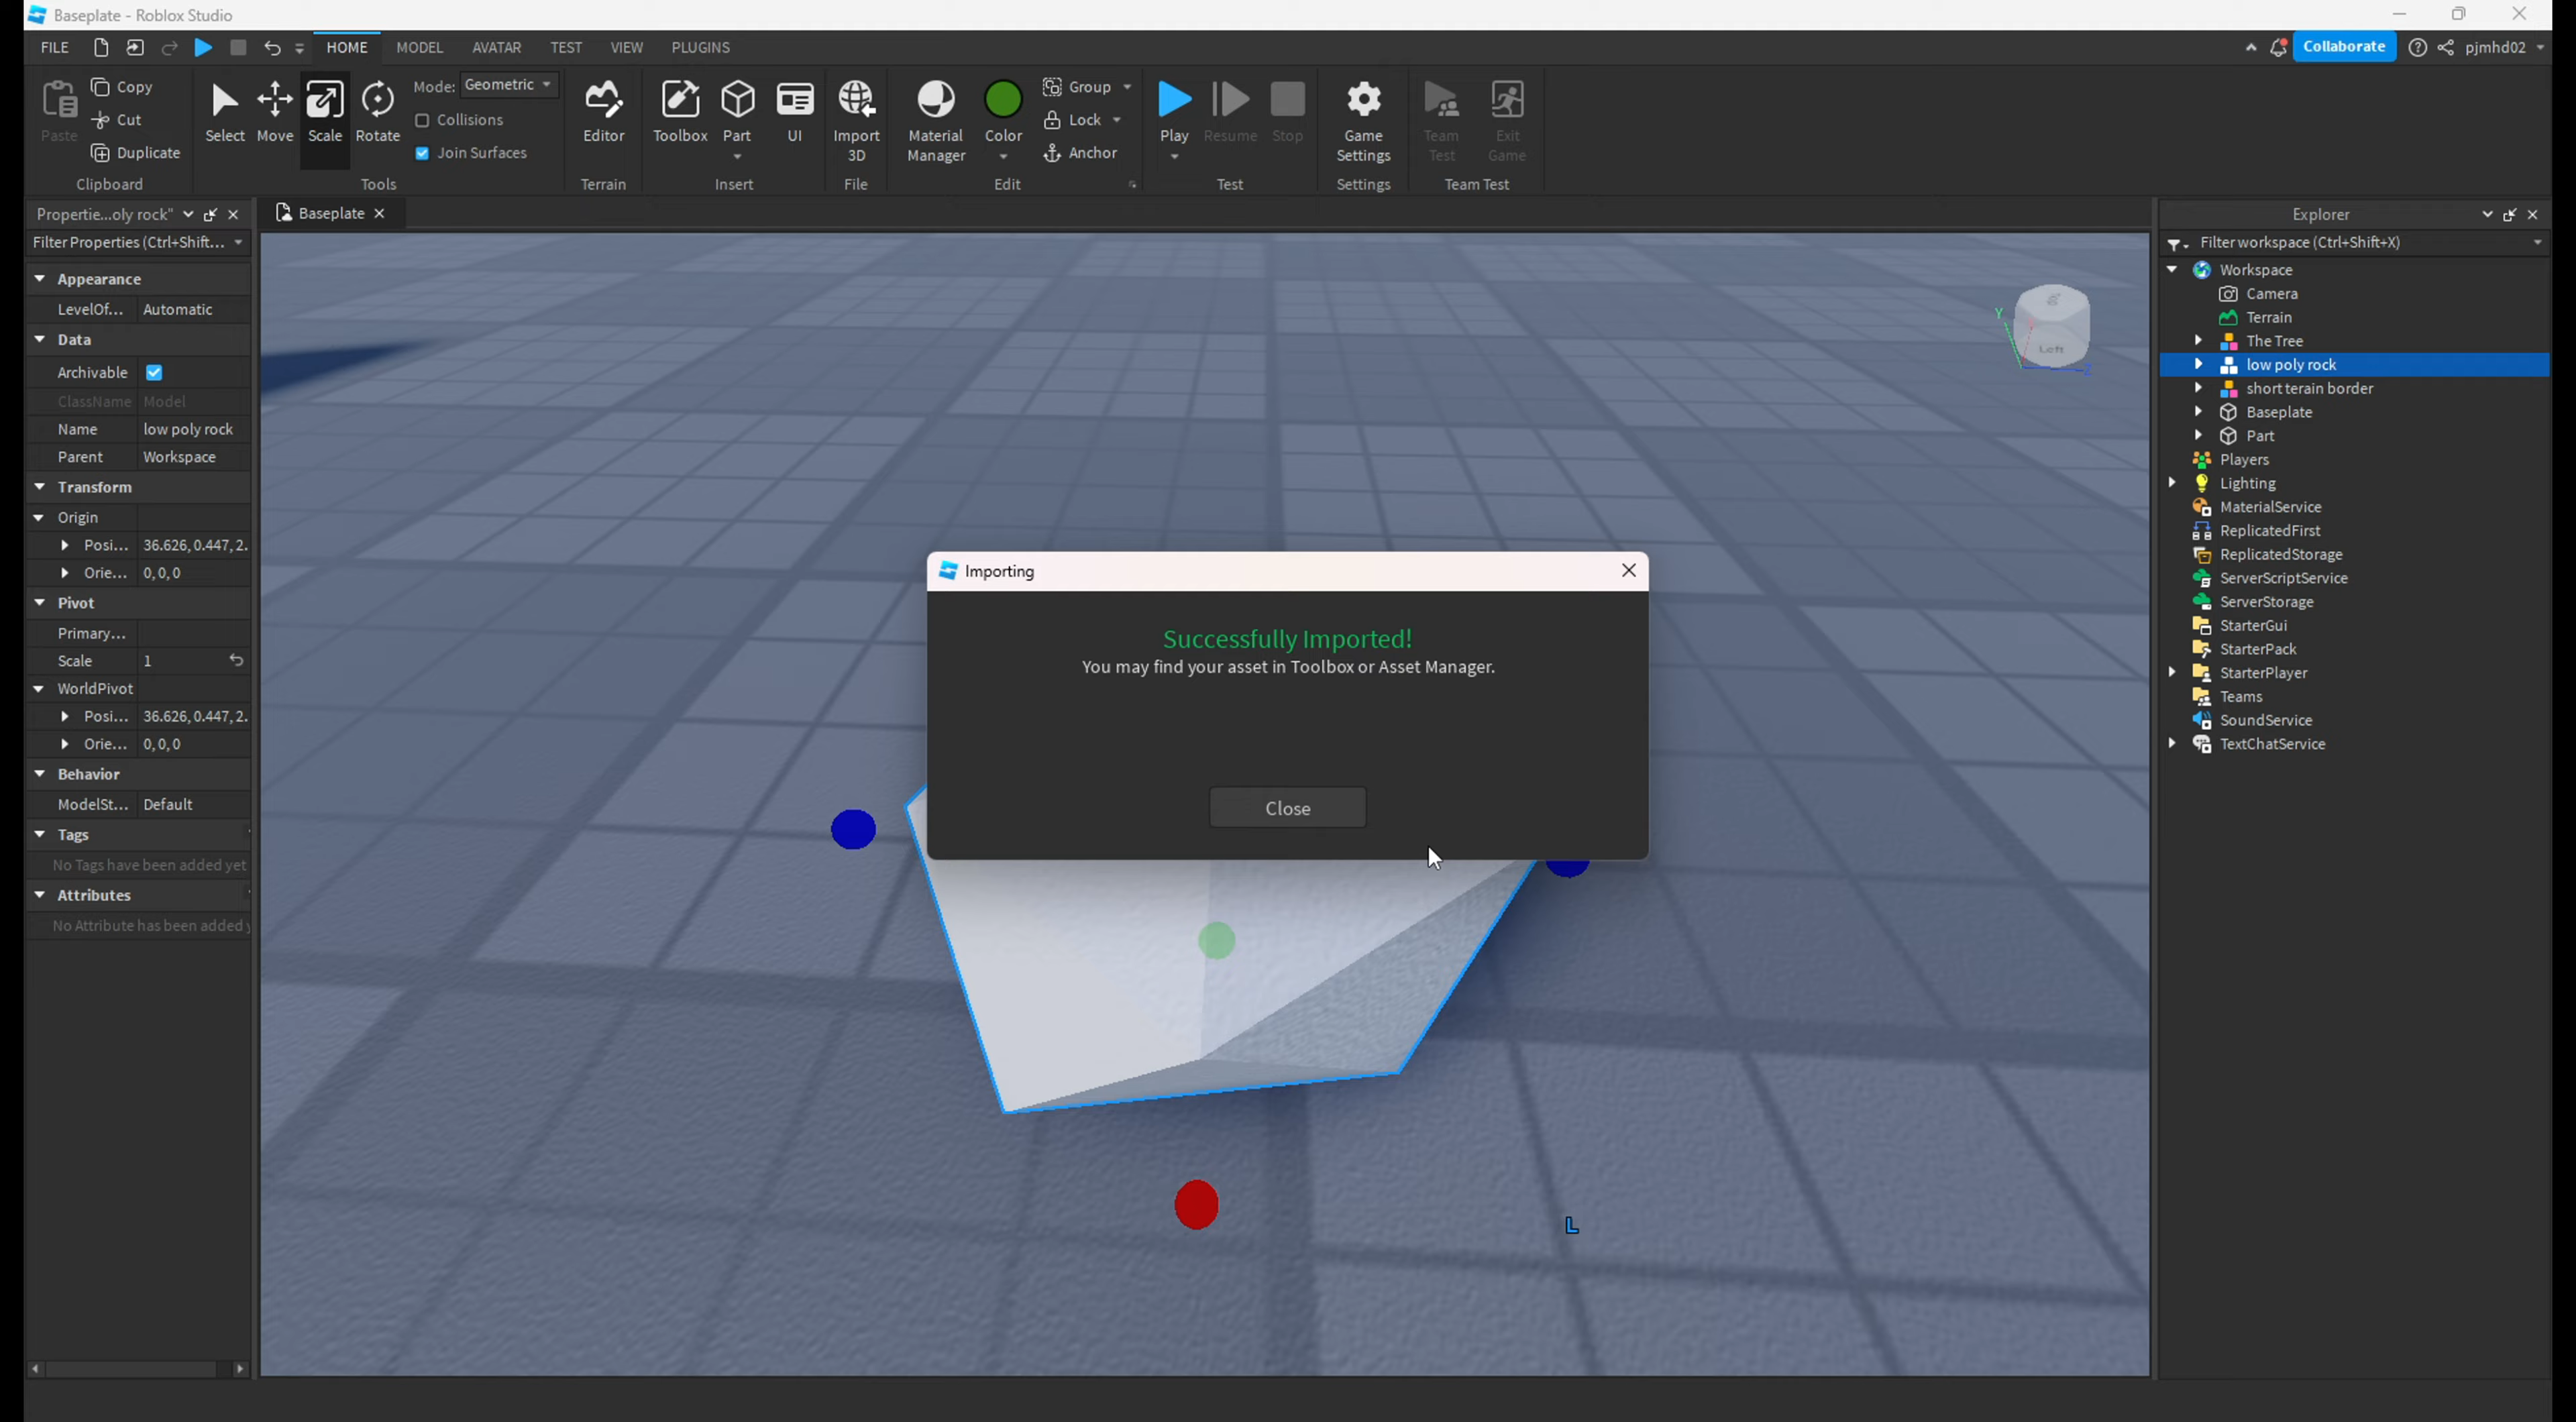 Baseplate - Roblox Studio
FILE HOME MODEL AVATAR TEST VIEW PLUGINS Collaborate pjmhd02
Paste
Copy
Cut
Duplicate
Clipboard
Select Move Scale Rotate
Mode: Geometric
Collisions
Join Surfaces
Tools
Editor
Terrain
Toolbox Part UI
Insert
Import
3D
File
Material
Manager
Color
Group
Lock
Anchor
Edit
Play Resume Stop
Test
Game
Settings
Settings
Team
Test
Exit
Game
Team Test
Propertie...oly rock"
Filter Properties (Ctrl+Shift...
Appearance
LevelOf... Automatic
Data
Archivable
ClassName Model
Name low poly rock
Parent Workspace
Transform
Origin
Posi... 36.626, 0.447, 2.
Orie... 0, 0, 0
Pivot
Primary...
Scale 1
WorldPivot
Posi... 36.626, 0.447, 2.
Orie... 0, 0, 0
Behavior
ModelSt... Default
Tags
No Tags have been added yet
Attributes
No Attribute has been added y
Baseplate
Y
Left
Z
Importing
Successfully Imported!
You may find your asset in Toolbox or Asset Manager.
Close
L
Explorer
Filter workspace (Ctrl+Shift+X)
Workspace
Camera
Terrain
The Tree
low poly rock
short terain border
Baseplate
Part
Players
Lighting
MaterialService
ReplicatedFirst
ReplicatedStorage
ServerScriptService
ServerStorage
StarterGui
StarterPack
StarterPlayer
Teams
SoundService
TextChatService